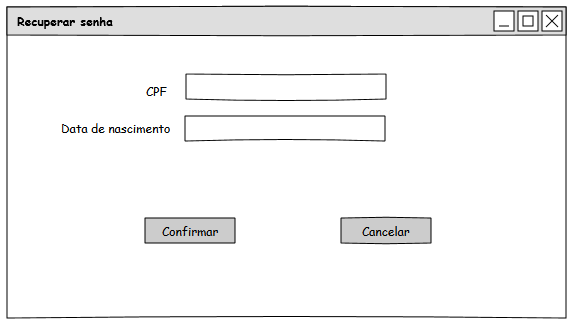 Recuperar senha
CPF
Data de nascimento
Confirmar Cancelar